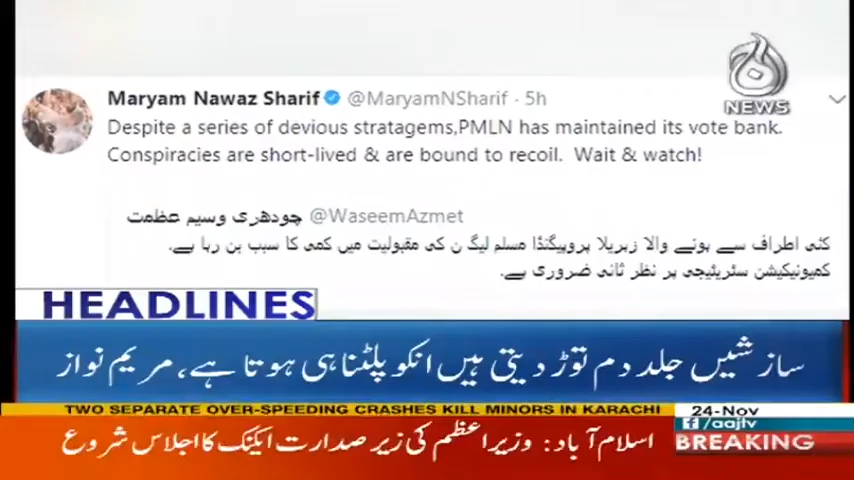 Maryam Nawaz Sharif @MaryamNSharif · 5h
Despite a series of devious stratagems,PMLN has maintained its vote bank.
Conspiracies are short-lived & are bound to recoil. Wait & watch!
NEWS
چودھری وسیم عظمت @WaseemAzmet
کئی اطراف سے ہونے والا زہریلا پروپیگنڈا مسلم لیگ ن کی مقبولیت میں کمی کا سبب بن رہا ہے.
کمیونیکیشن سٹریٹیجی پر نظر ثانی ضروری ہے.
HEADLINES
سازشیں جلد دم توڑ دیتی ہیں انکو پلٹنا ہی ہوتا ہے، مریم نواز
TWO SEPARATE OVER-SPEEDING CRASHES KILL MINORS IN KARACHI
24-Nov
f/aajtv
اسلام آباد: وزیراعظم کی زیر صدارت ایکنک کا اجلاس شروع
BREAKING